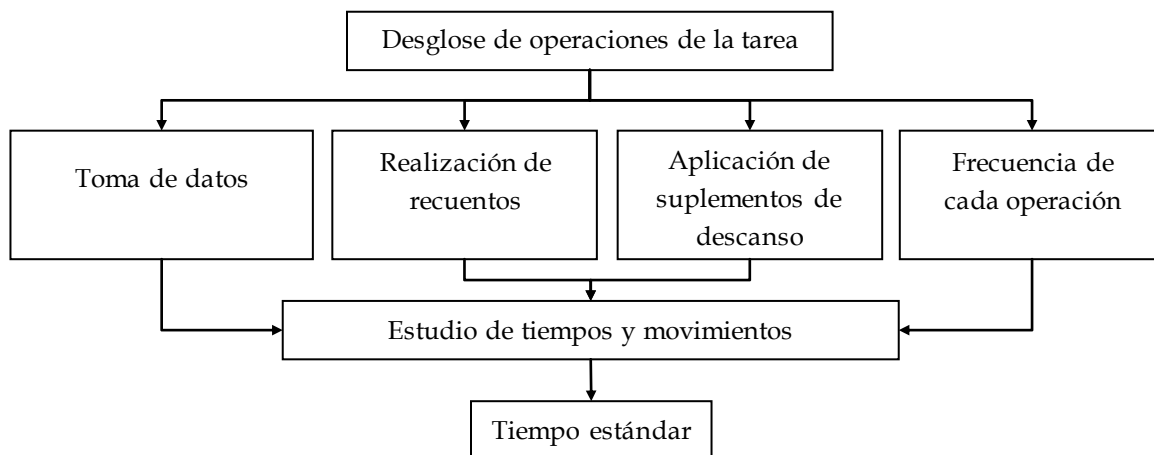 Desglose de operaciones de la tarea
Toma de datos
Realización de
recuentos
Aplicación de
suplementos de
descanso
Frecuencia de
cada operación
Estudio de tiempos y movimientos
Tiempo estándar